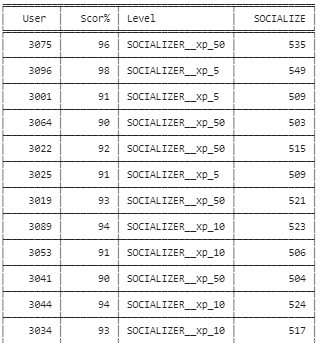 User Scor% Level SOCIALIZE
3075 96 SOCIALIZER__xp_50 535
3096 98 SOCIALIZER__xp_5 549
3001 91 SOCIALIZER__xp_5 509
3064 90 SOCIALIZER__xp_50 503
3022 92 SOCIALIZER__xp_50 515
3025 91 SOCIALIZER__xp_5 509
3019 93 SOCIALIZER__xp_50 521
3089 94 SOCIALIZER__xp_10 523
3053 91 SOCIALIZER__xp_10 506
3041 90 SOCIALIZER__xp_50 504
3044 94 SOCIALIZER__xp_10 524
3034 93 SOCIALIZER__xp_10 517